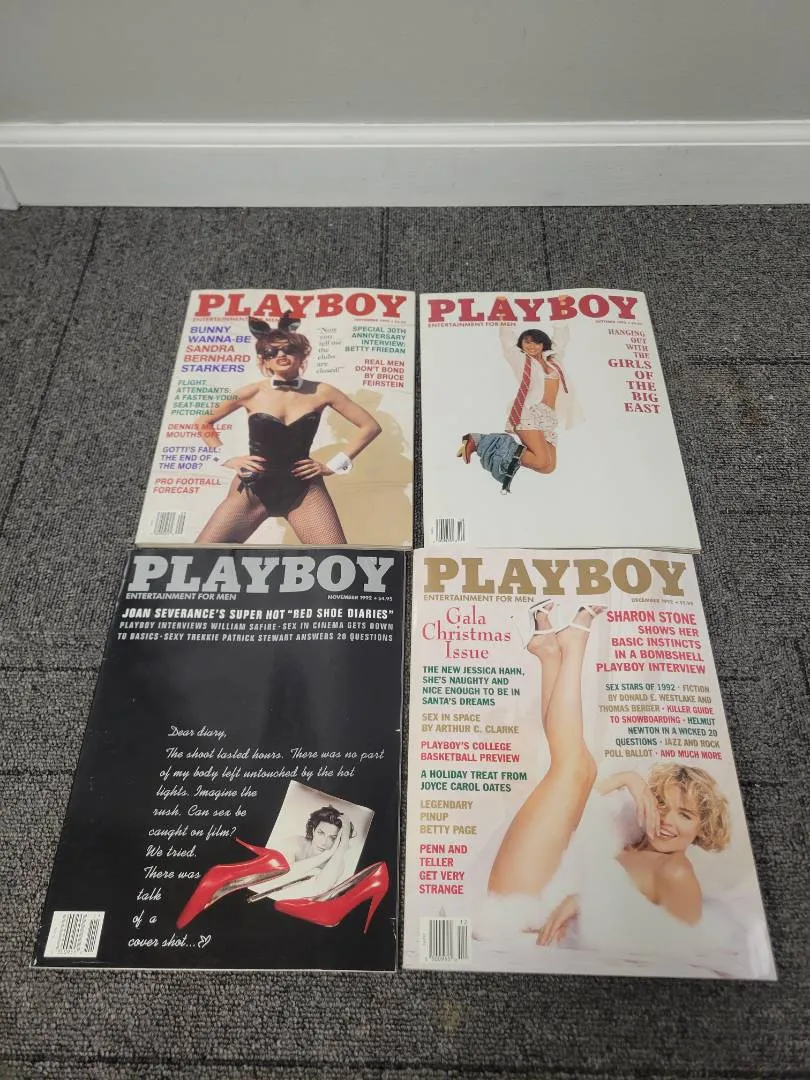 PLAYBOY
ENTERTAINMENT FOR MEN
SEPTEMBER 1992
BUNNY
WANNA-BE
SANDRA
BERNHARD
STARKERS
FLIGHT
ATTENDANTS:
A FASTEN-YOUR-
SEAT-BELTS
PICTORIAL
DENNIS MILLER
MOUTHS OFF
GOTTI'S FALL:
THE END OF
THE MOB?
PRO FOOTBALL
FORECAST
"Now
you
tell me
the
clubs
are
closed!"
SPECIAL 30TH
ANNIVERSARY
INTERVIEW:
BETTY FRIEDAN
REAL MEN
DON'T BOND
BY BRUCE
FEIRSTEIN
PLAYBOY
ENTERTAINMENT FOR MEN
OCTOBER 1992
HANGING
OUT
WITH
THE
GIRLS
OF
THE
BIG
EAST
PLAYBOY
ENTERTAINMENT FOR MEN
NOVEMBER 1992 • $4.95
JOAN SEVERANCE'S SUPER HOT "RED SHOE DIARIES"
PLAYBOY INTERVIEWS WILLIAM SAFIRE • SEX IN CINEMA GETS DOWN
TO BASICS • SEXY TREKKIE PATRICK STEWART ANSWERS 20 QUESTIONS
Dear diary,
The shoot lasted hours. There was no part
of my body left untouched by the hot
lights. Imagine the
rush. Can sex be
caught on film?
We tried.
There was
talk
of a
cover shot...
PLAYBOY
ENTERTAINMENT FOR MEN
DECEMBER 1992
Gala
Christmas
Issue
THE NEW JESSICA HAHN,
SHE'S NAUGHTY AND
NICE ENOUGH TO BE IN
SANTA'S DREAMS
SEX IN SPACE
BY ARTHUR C. CLARKE
PLAYBOY'S COLLEGE
BASKETBALL PREVIEW
A HOLIDAY TREAT FROM
JOYCE CAROL OATES
LEGENDARY
PINUP
BETTY PAGE
PENN AND
TELLER
GET VERY
STRANGE
SHARON STONE
SHOWS HER
BASIC INSTINCTS
IN A BOMBSHELL
PLAYBOY INTERVIEW
SEX STARS OF 1992 • FICTION
BY DONALD E. WESTLAKE AND
THOMAS BERGER • KILLER GUIDE
TO SNOWBOARDING • HELMUT
NEWTON IN A WICKED 20
QUESTIONS • JAZZ AND ROCK
POLL BALLOT • AND MUCH MORE